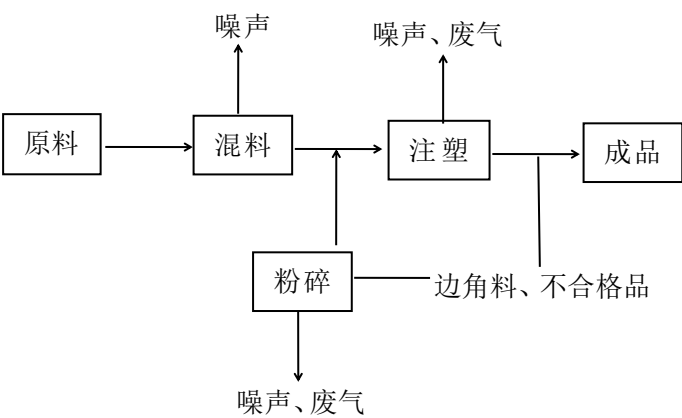 噪声
噪声、废气
原料
混料
注塑
成品
粉碎
边角料、不合格品
噪声、废气